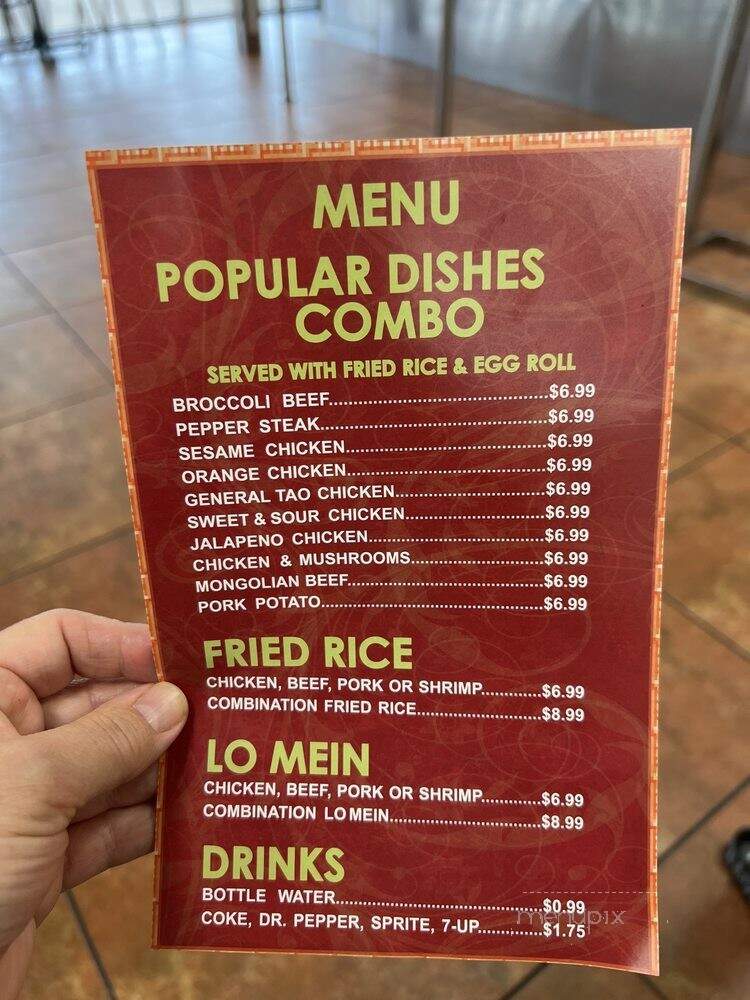 MENU
POPULAR DISHES
COMBO
SERVED WITH FRIED RICE & EGG ROLL
BROCCOLI BEEF..........................................$6.99
PEPPER STEAK............................................$6.99
SESAME CHICKEN.......................................$6.99
ORANGE CHICKEN.......................................$6.99
GENERAL TAO CHICKEN.............................$6.99
SWEET & SOUR CHICKEN...........................$6.99
JALAPENO CHICKEN...................................$6.99
CHICKEN & MUSHROOMS..........................$6.99
MONGOLIAN BEEF.......................................$6.99
PORK POTATO............................................$6.99
FRIED RICE
CHICKEN, BEEF, PORK OR SHRIMP............$6.99
COMBINATION FRIED RICE.........................$8.99
LO MEIN
CHICKEN, BEEF, PORK OR SHRIMP............$6.99
COMBINATION LO MEIN..............................$8.99
DRINKS
BOTTLE WATER.........................................$0.99
COKE, DR. PEPPER, SPRITE, 7-UP.............$1.75
menupix